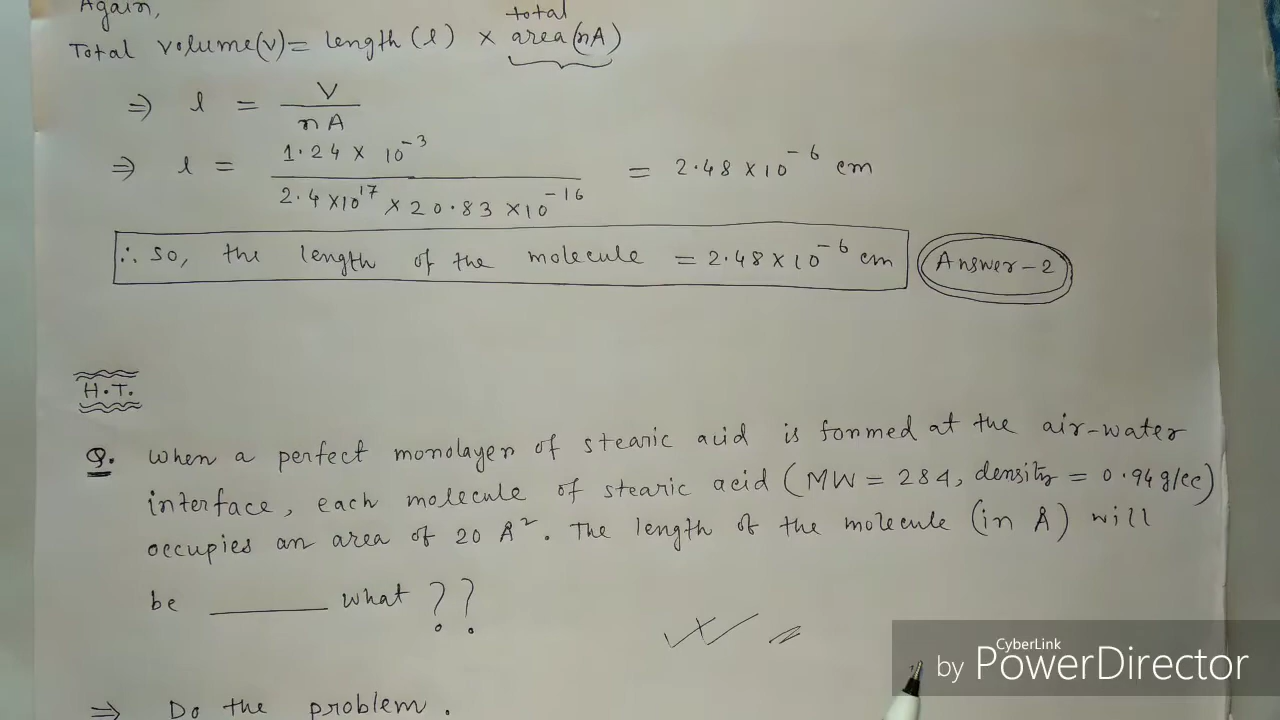 Again,
Total volume(v) = length (l) × total area (nA)
⇒ l = V / nA
⇒ l = 1.24 × 10⁻³ / 2.4 × 10¹⁷ × 20.83 × 10⁻¹⁶ = 2.48 × 10⁻⁶ cm
∴ so, the length of the molecule = 2.48 × 10⁻⁶ cm Answer-2
H.T.
Q. When a perfect monolayer of stearic acid is formed at the air-water
interface, each molecule of stearic acid (MW = 284, density = 0.94 g/cc)
occupies an area of 20 Å². The length of the molecule (in Å) will
be ______ what ??
⇒ Do the problem.
CyberLink
by PowerDirector